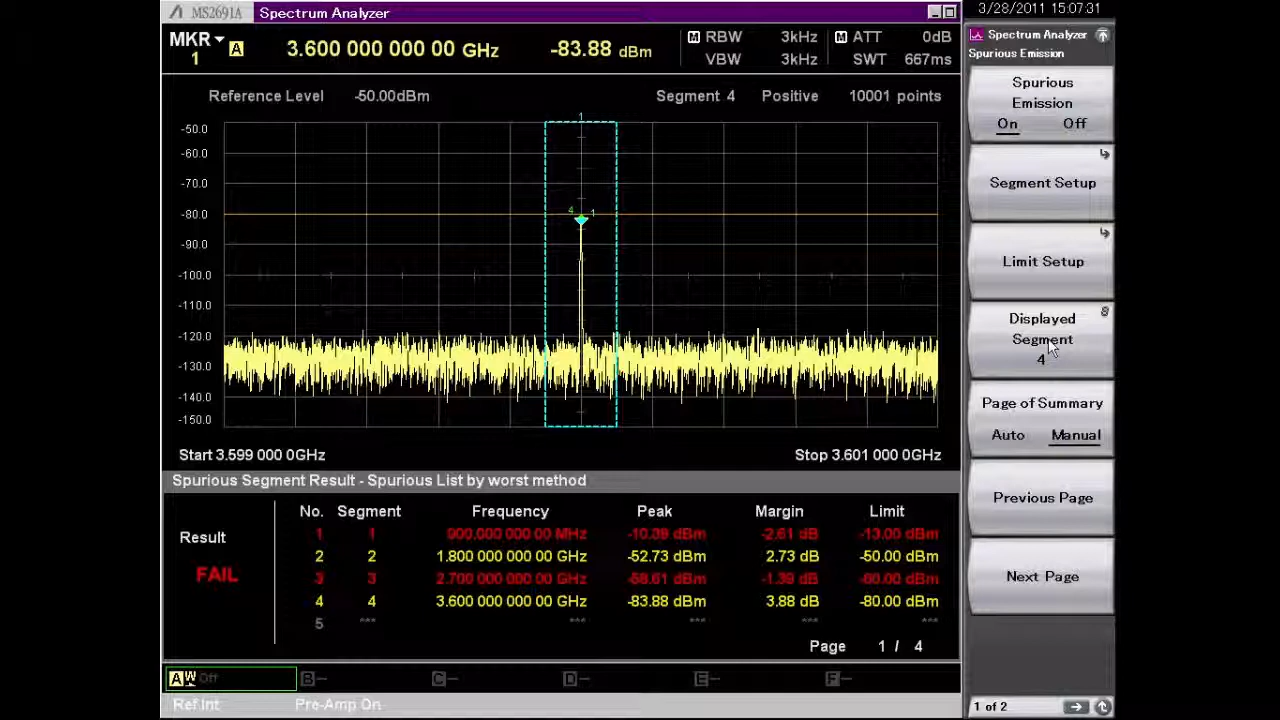 MS2691A Spectrum Analyzer
3/28/2011 15:07:31
MKR A 3.600 000 000 00 GHz -83.88 dBm
1
M RBW 3kHz M ATT 0dB
VBW 3kHz SWT 667ms
Reference Level -50.00dBm Segment 4 Positive 10001 points
1
-50.0
-60.0
-70.0
-80.0
4 1
-90.0
-100.0
-110.0
-120.0
-130.0
-140.0
-150.0
Start 3.599 000 0GHz Stop 3.601 000 0GHz
Spurious Segment Result - Spurious List by worst method
Result
FAIL
No. Segment Frequency Peak Margin Limit
1 1 900.000 000 00 MHz -10.39 dBm -2.61 dB -13.00 dBm
2 2 1.800 000 000 00 GHz -52.73 dBm 2.73 dB -50.00 dBm
3 3 2.700 000 000 00 GHz -58.61 dBm -1.39 dB -60.00 dBm
4 4 3.600 000 000 00 GHz -83.88 dBm 3.88 dB -80.00 dBm
5 *** *** *** *** ***
Page 1 / 4
A W Off B-- C-- D-- E-- F--
Ref.Int Pre-Amp On
Spectrum Analyzer
Spurious Emission
Spurious
Emission
On Off
Segment Setup
Limit Setup
Displayed
Segment
4
Page of Summary
Auto Manual
Previous Page
Next Page
1 of 2